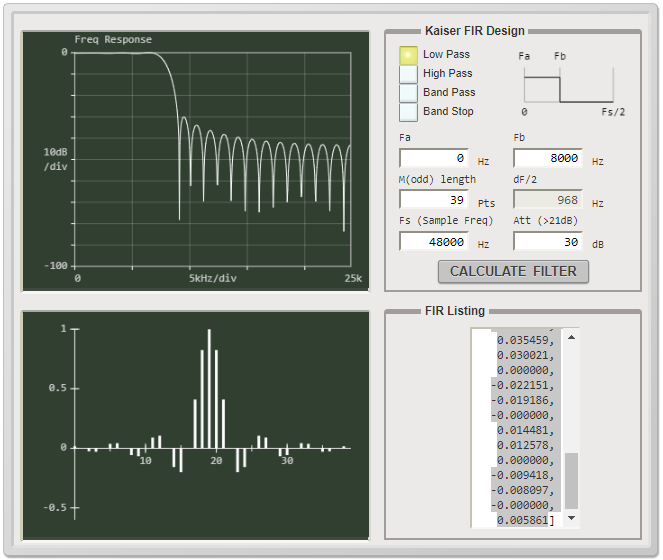 Freq Response
0
10dB
/div
-100
0
5kHz/div
25k
Kaiser FIR Design
Low Pass
High Pass
Band Pass
Band Stop
Fa Fb
0 Fs/2
Fa Fb
0 Hz 8000 Hz
M(odd) length dF/2
39 Pts 968 Hz
Fs (Sample Freq) Att (>21dB)
48000 Hz 30 dB
CALCULATE FILTER
1
0.5
0
-0.5
10
20
30
FIR Listing
0.035459,
0.030021,
0.000000,
-0.022151,
-0.019186,
-0.000000,
0.014481,
0.012578,
0.000000,
-0.009418,
-0.008097,
-0.000000,
0.005861]